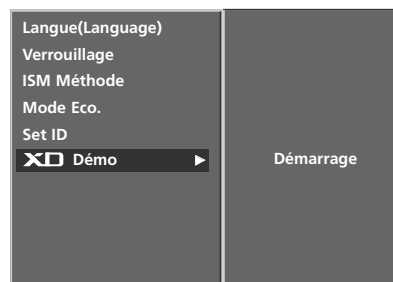 Langue(Language)
Verrouillage
ISM Méthode
Mode Eco.
Set ID
XD Démo
Démarrage